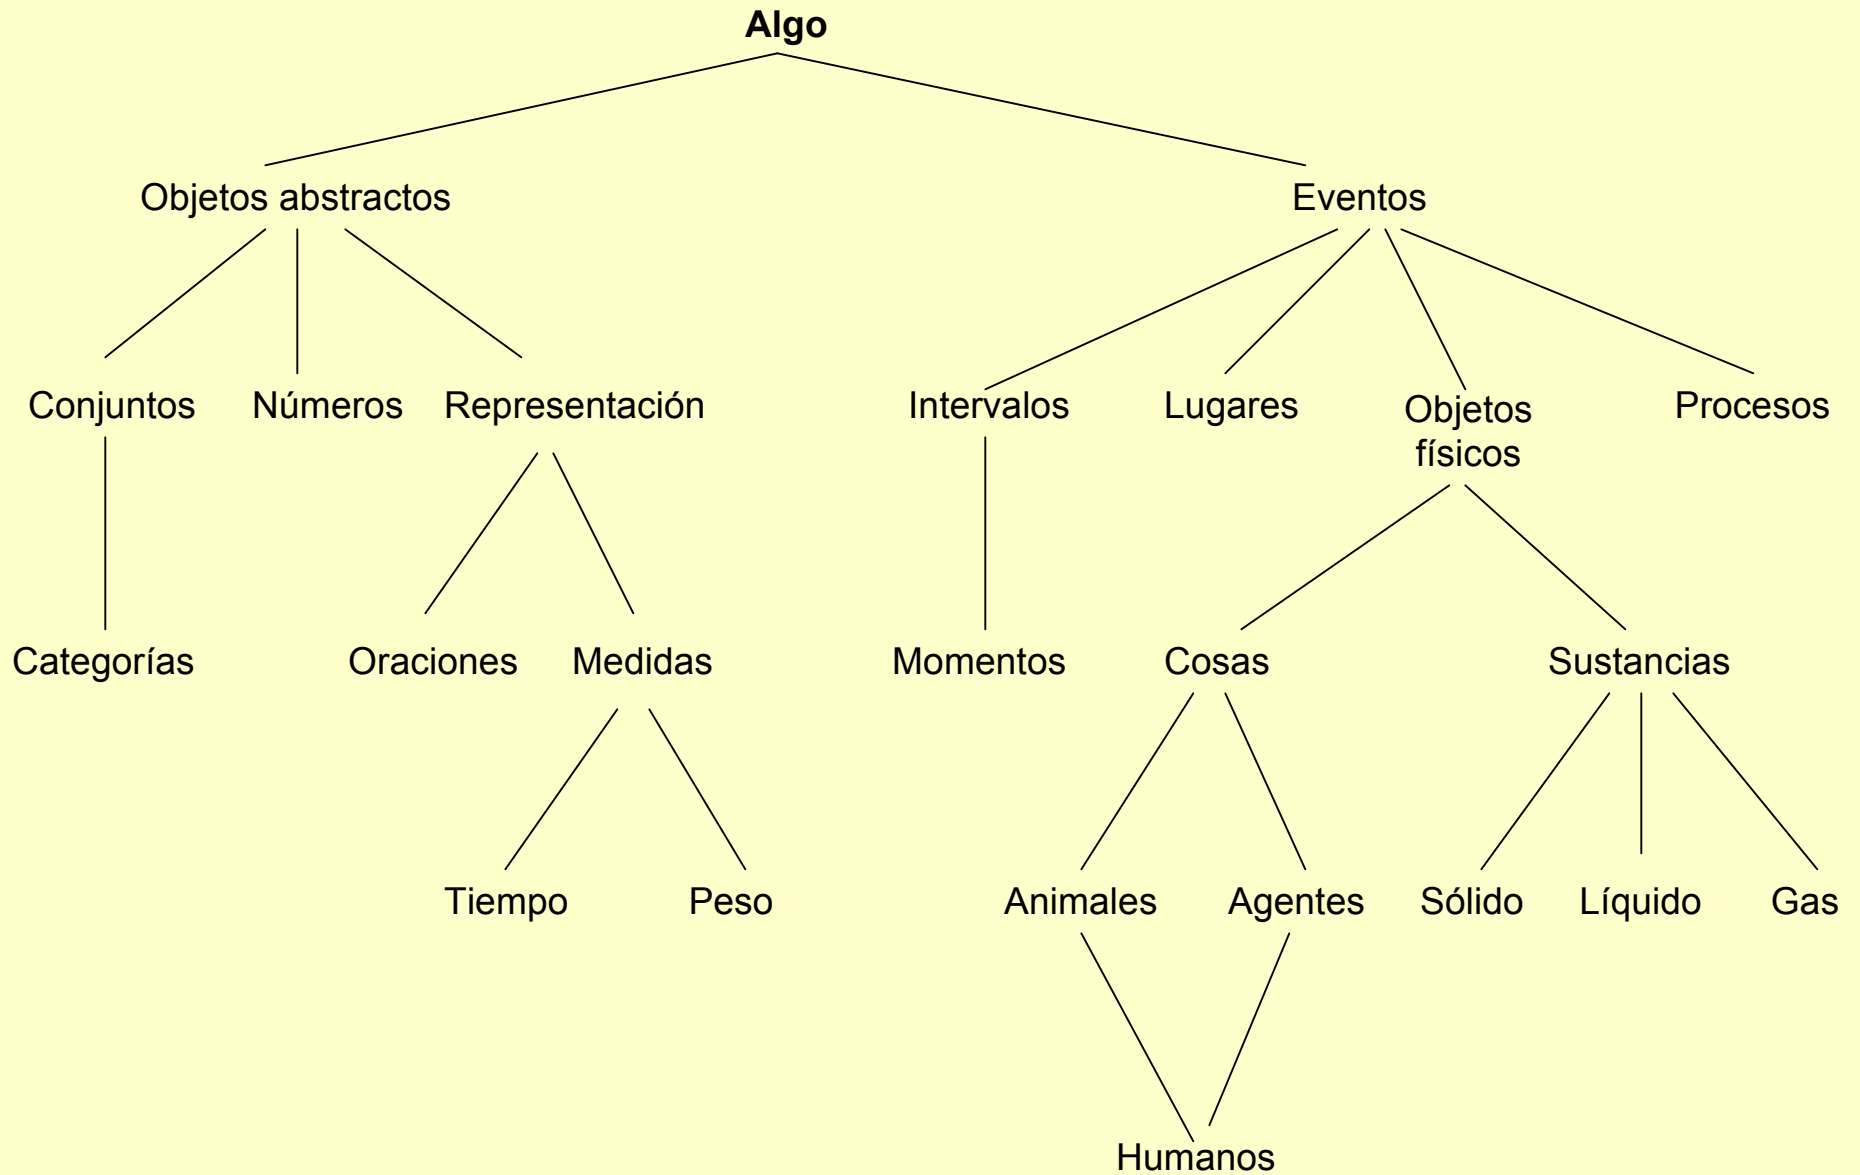 Algo
Objetos abstractos
Eventos
Conjuntos
Números
Representación
Intervalos
Lugares
Objetos
físicos
Procesos
Categorías
Oraciones
Medidas
Momentos
Cosas
Sustancias
Tiempo
Peso
Animales
Agentes
Sólido
Líquido
Gas
Humanos